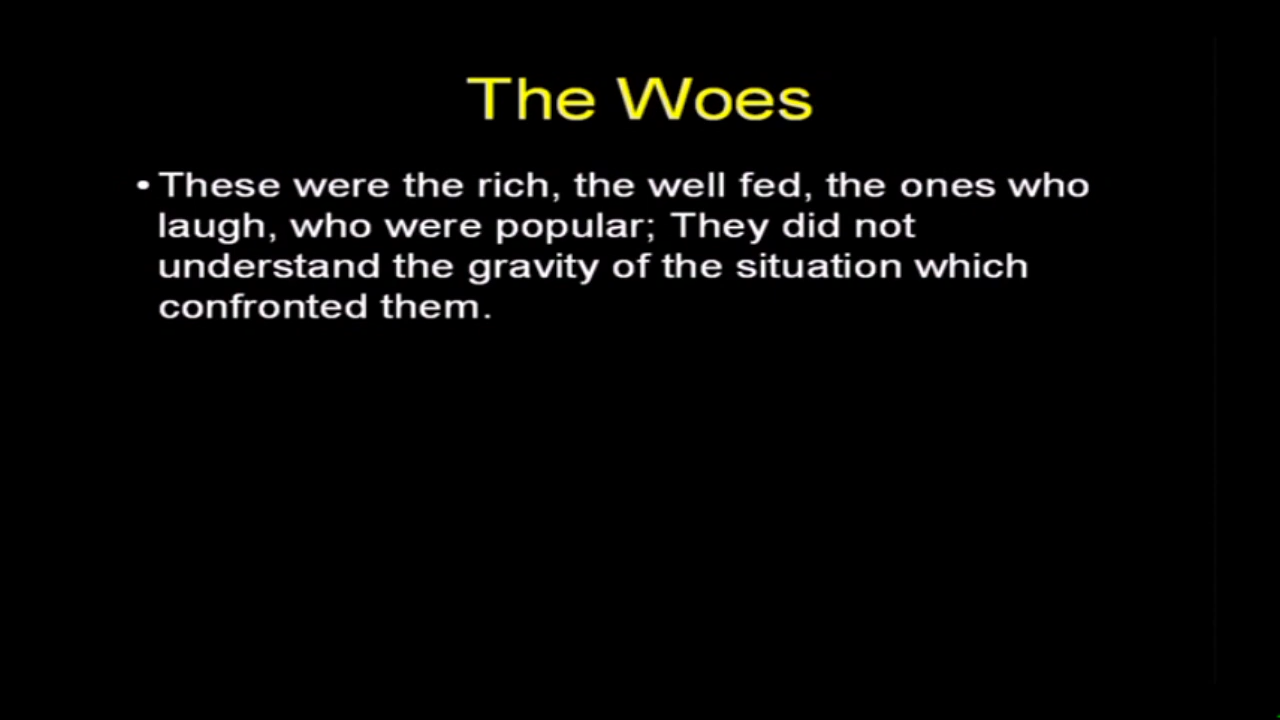 The Woes
• These were the rich, the well fed, the ones who
laugh, who were popular; They did not
understand the gravity of the situation which
confronted them.